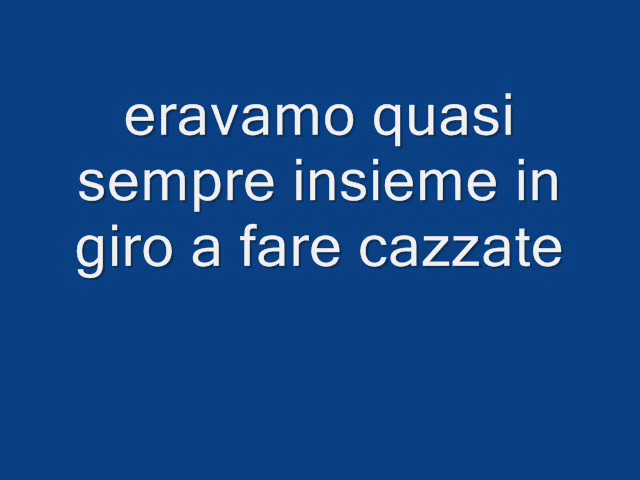 eravamo quasi
sempre insieme in
giro a fare cazzate